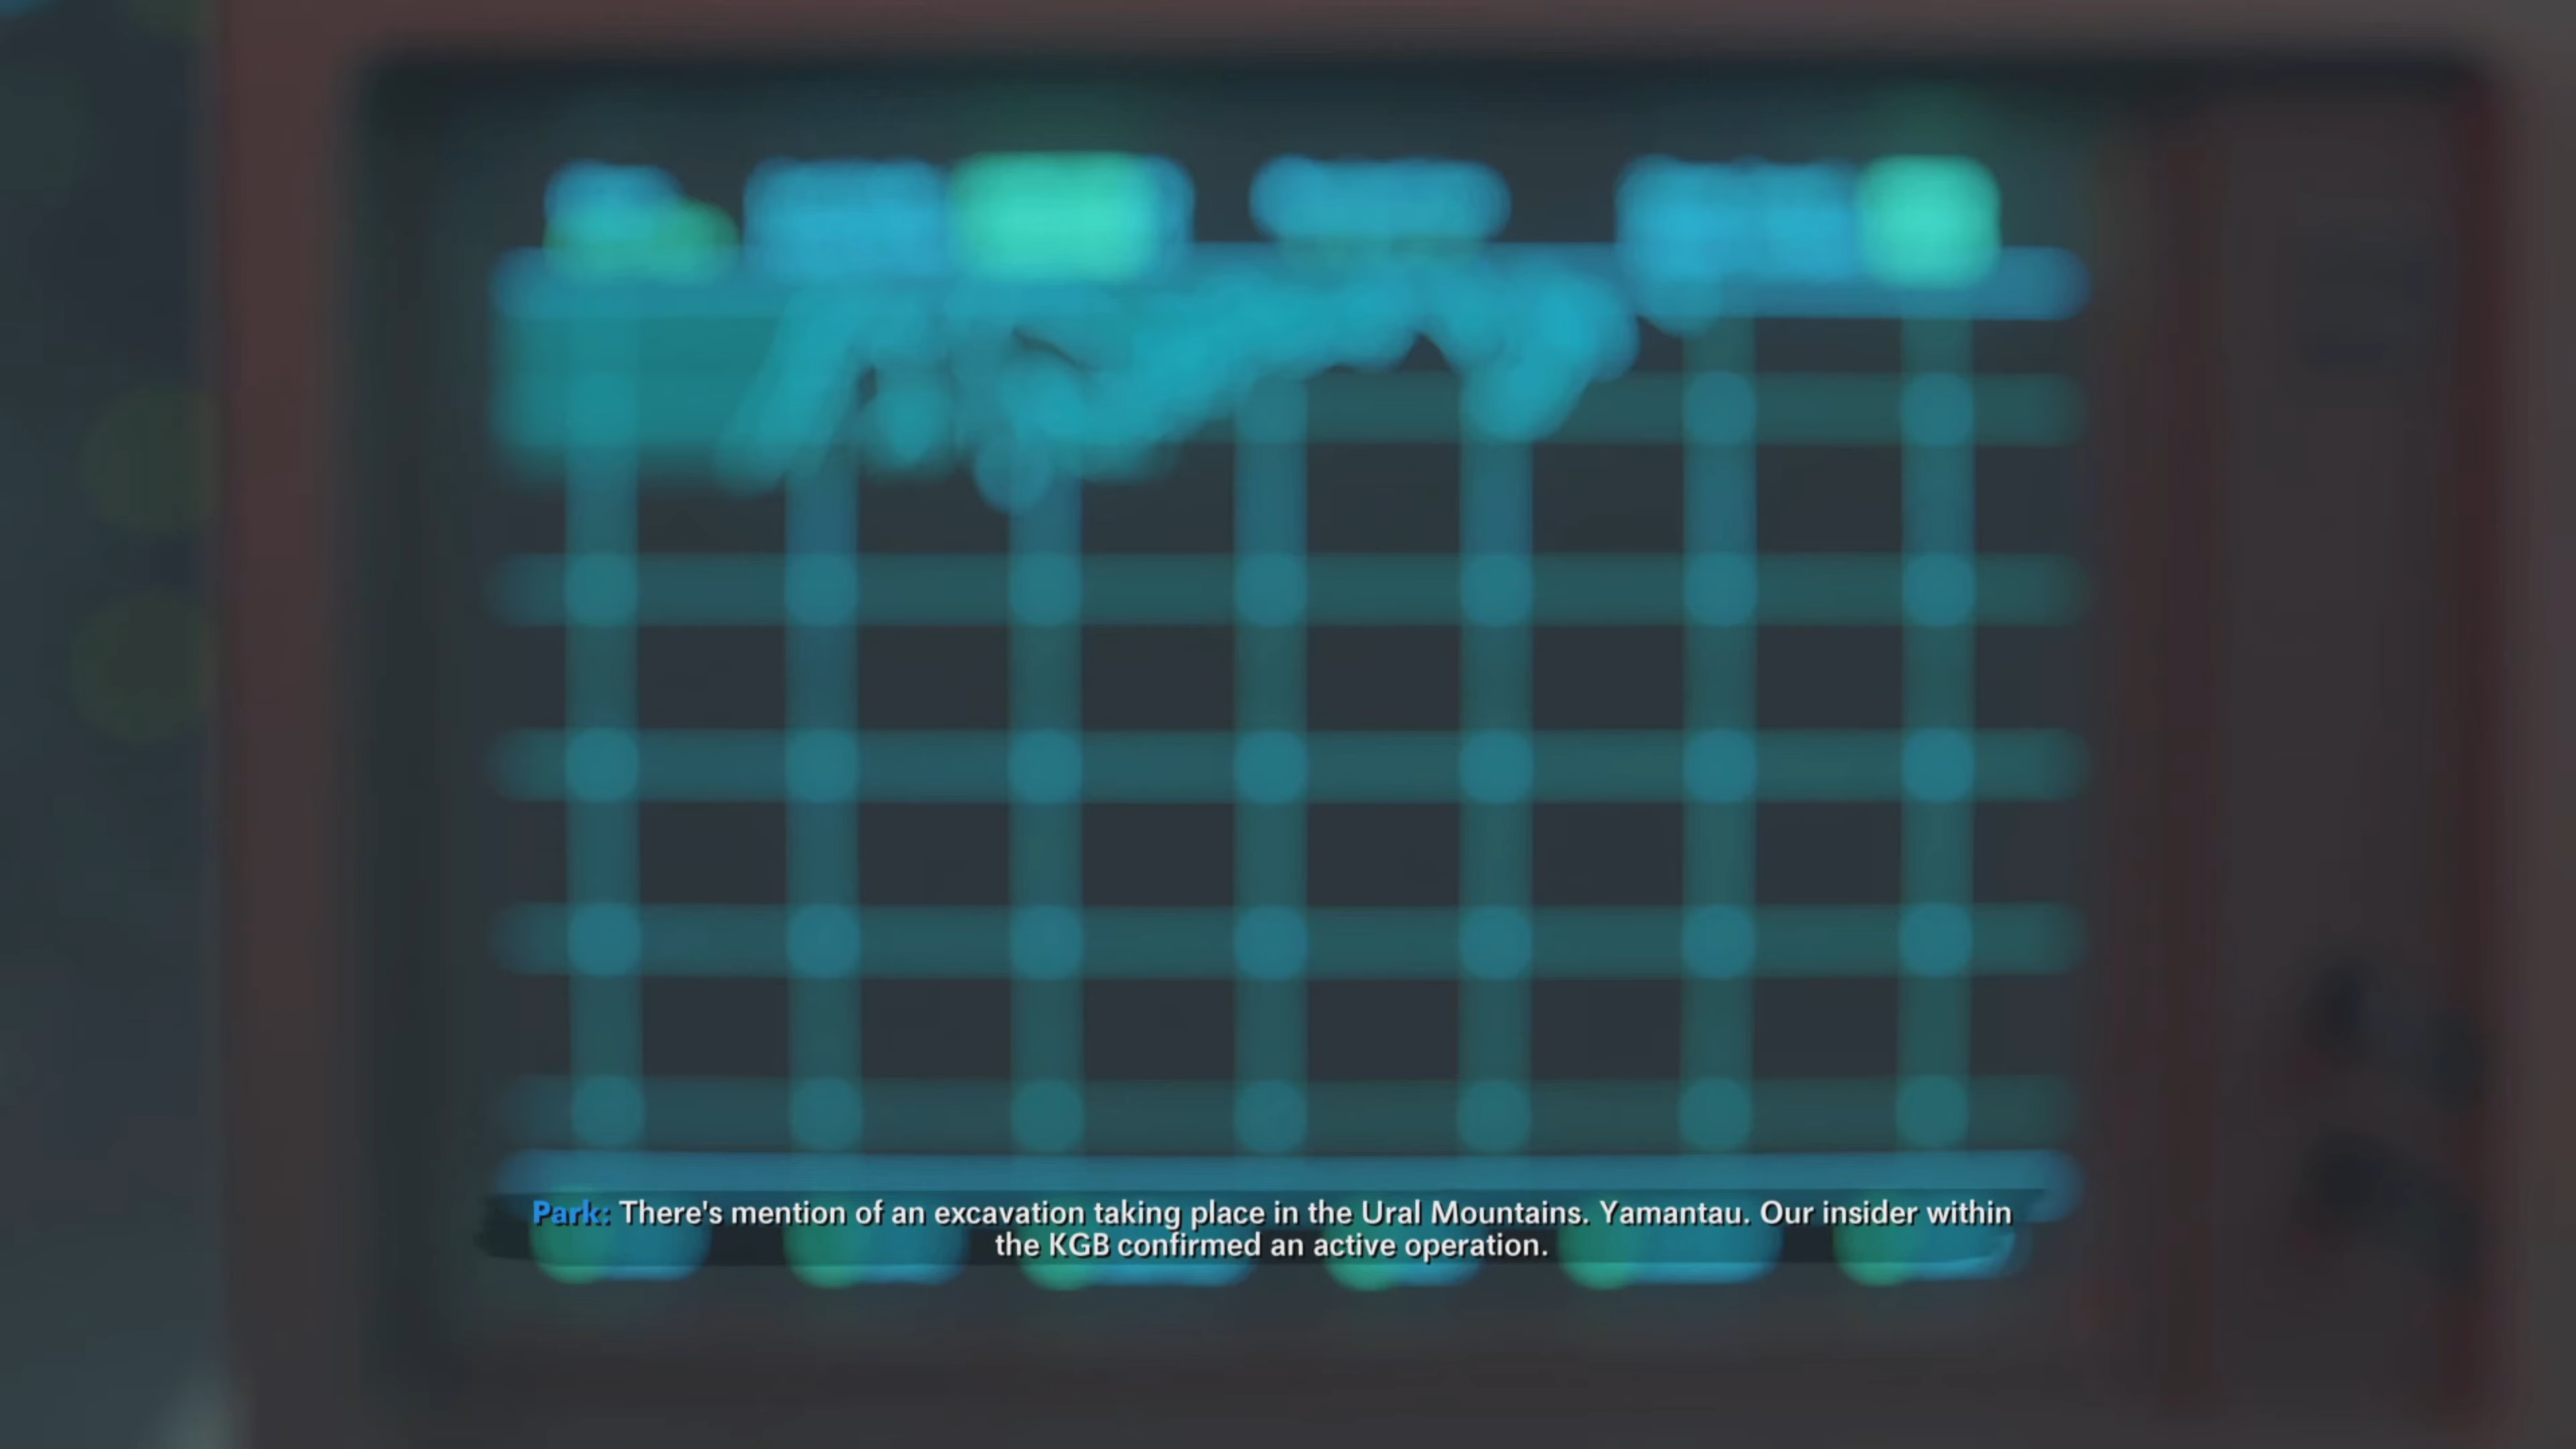 Park: There's mention of an excavation taking place in the Ural Mountains. Yamantau. Our insider within
the KGB confirmed an active operation.